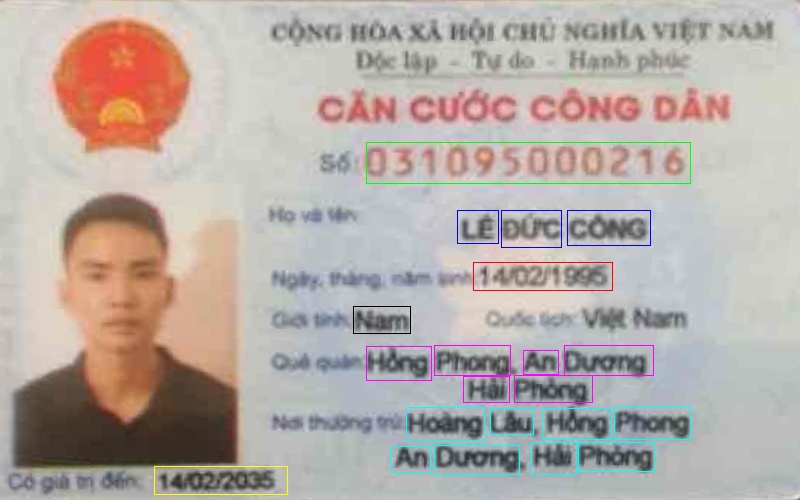 CỘNG HÒA XÃ HỘI CHỦ NGHĨA VIỆT NAM
Độc lập - Tự do - Hạnh phúc
CĂN CƯỚC CÔNG DÂN
Số: 031095000216
Họ và tên:
LÊ ĐỨC CÔNG
Ngày, tháng, năm sinh: 14/02/1995
Giới tính: Nam Quốc tịch: Việt Nam
Quê quán: Hồng Phong, An Dương
Hải Phòng
Nơi thường trú: Hoàng Lâu, Hồng Phong
An Dương, Hải Phòng
Có giá trị đến: 14/02/2035